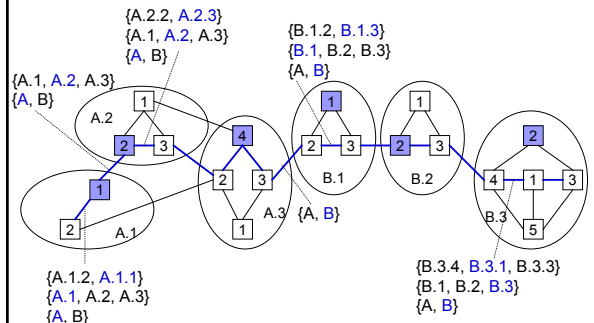 {A.2.2, A.2.3}
{A.1, A.2, A.3}
{A, B}
{B.1.2, B.1.3}
{B.1, B.2, B.3}
{A, B}
{A.1, A.2, A.3}
{A, B}
A.2
1
2
3
4
2
3
1
A.3
1
2
3
B.1
1
2
3
B.2
2
4
1
3
5
B.3
1
2
A.1
{A, B}
{A.1.2, A.1.1}
{A.1, A.2, A.3}
{A, B}
{B.3.4, B.3.1, B.3.3}
{B.1, B.2, B.3}
{A, B}